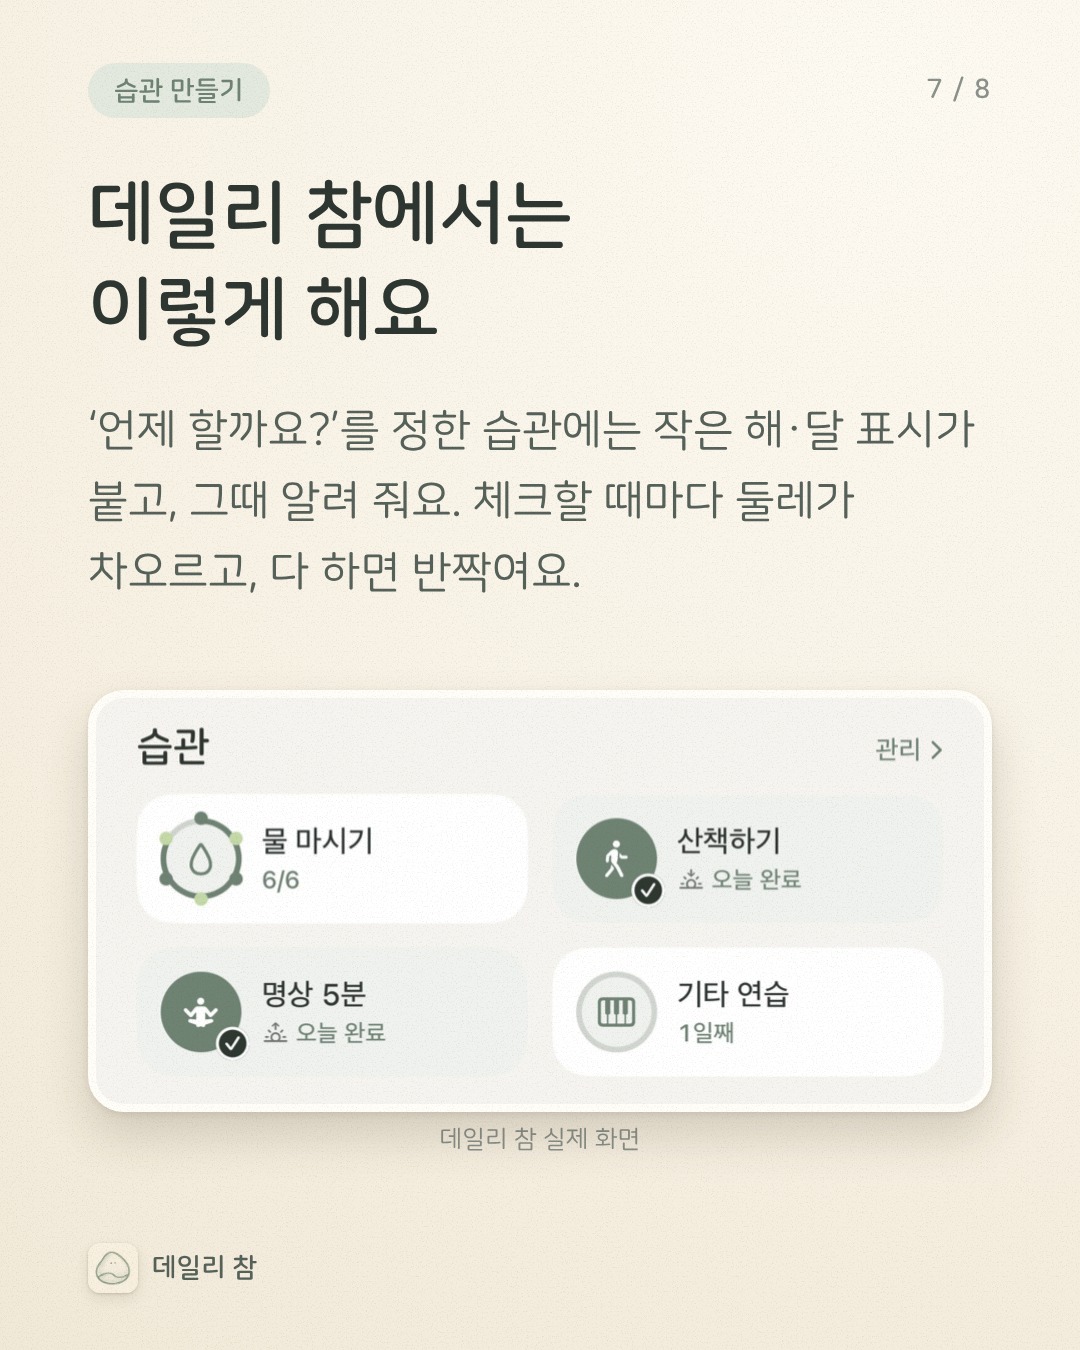 습관 만들기
7 / 8
데일리 참에서는
이렇게 해요
‘언제 할까요?’를 정한 습관에는 작은 해·달 표시가
붙고, 그때 알려 줘요. 체크할 때마다 둘레가
차오르고, 다 하면 반짝여요.
습관
관리
물 마시기
6/6
산책하기
오늘 완료
명상 5분
오늘 완료
기타 연습
1일째
데일리 참 실제 화면
데일리 참